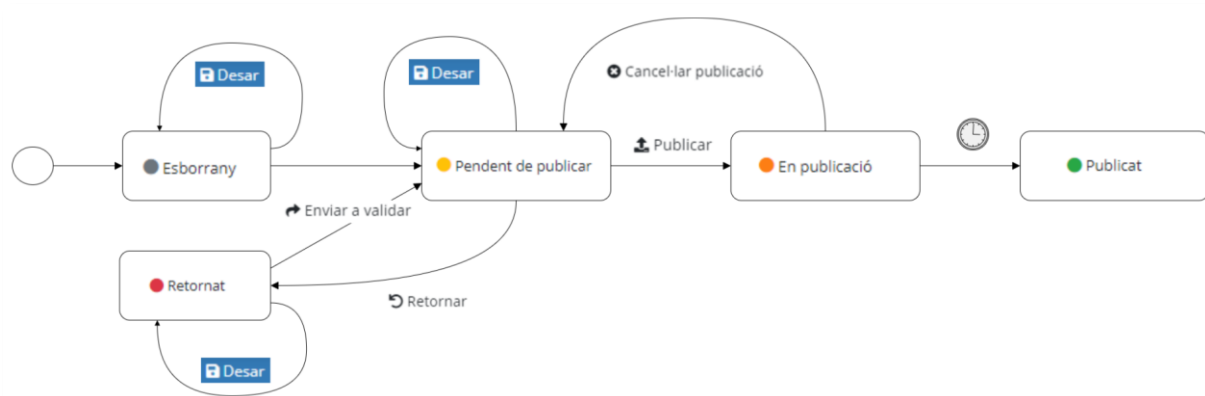 Desar
Desar
Cancel·lar publicació
Esborrany
Pendent de publicar
Publicar
En publicació
Publicat
Enviar a validar
Retornat
Retornar
Desar